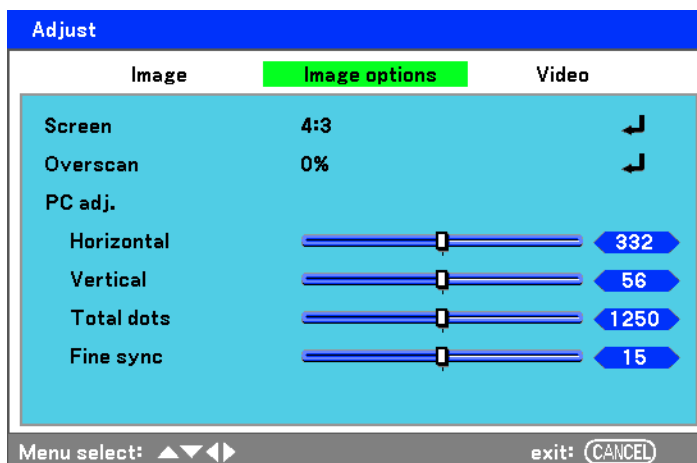 Adjust
Image Image options Video
Screen 4:3
Overscan 0%
PC adj.
Horizontal 332
Vertical 56
Total dots 1250
Fine sync 15
Menu select: ▲▼◀▶ exit: CANCEL